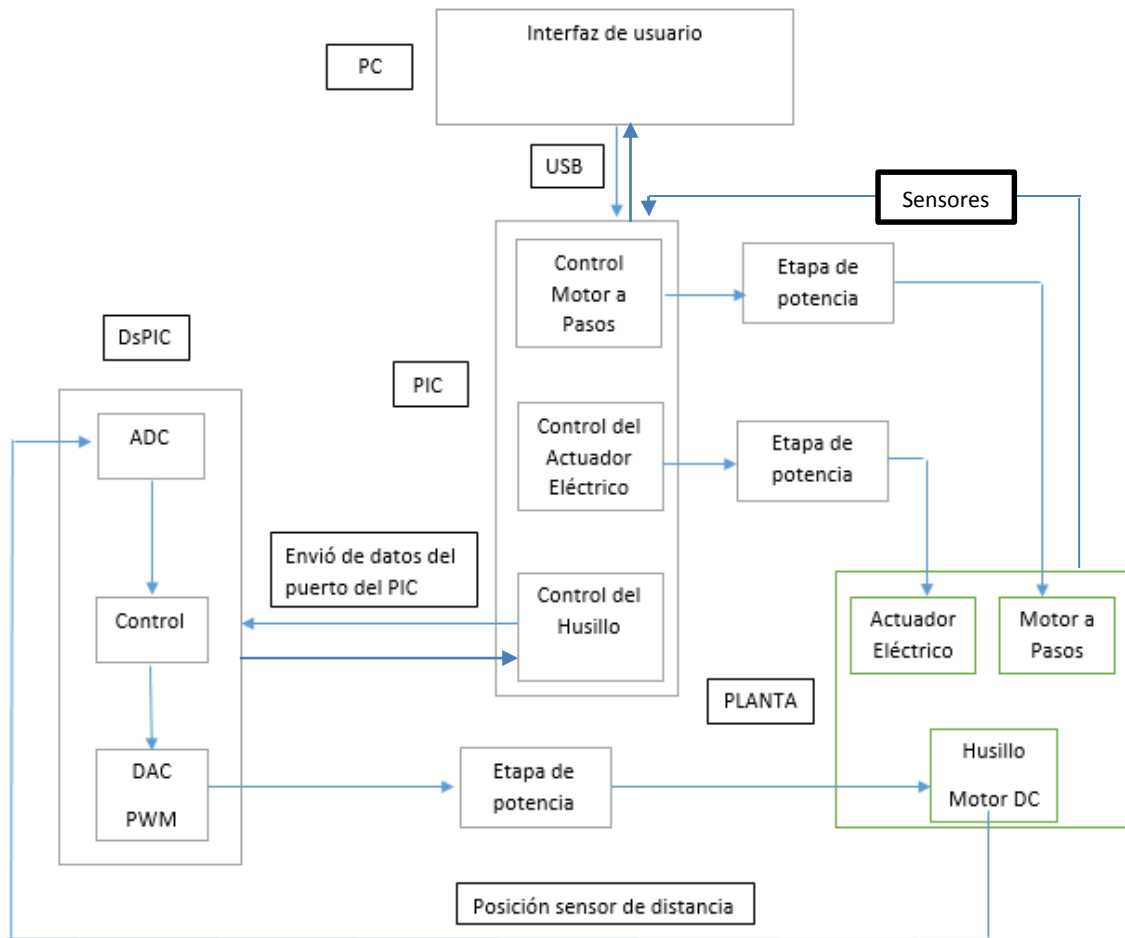 Interfaz de usuario
PC
USB
Sensores
Control
Motor a
Pasos
Etapa de
potencia
DsPIC
PIC
ADC
Control del
Actuador
Eléctrico
Etapa de
potencia
Envió de datos del
puerto del PIC
Control del
Husillo
Control
Actuador
Eléctrico
Motor a
Pasos
PLANTA
DAC
PWM
Etapa de
potencia
Husillo
Motor DC
Posición sensor de distancia